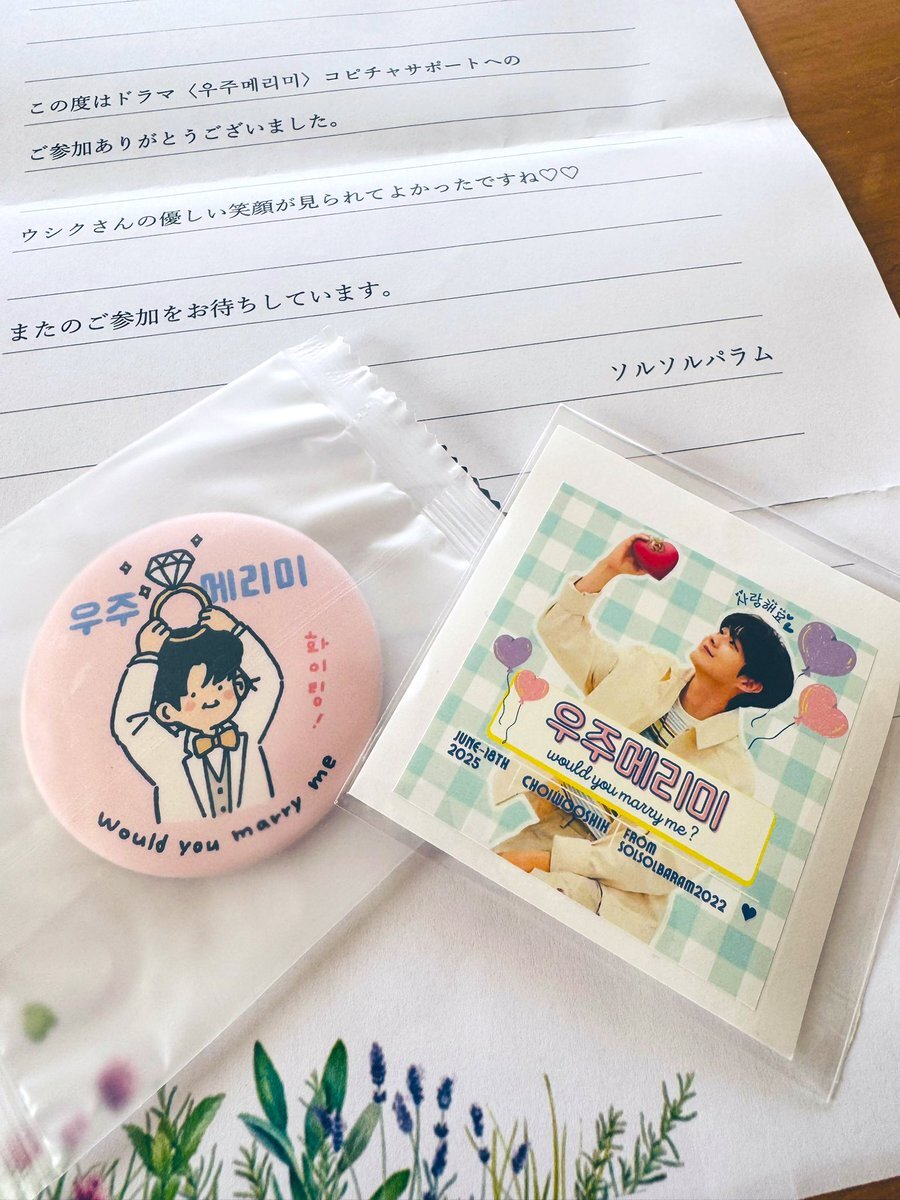 この度はドラマ〈우주메리미〉コピチャサポートへの
ご参加ありがとうございました。
ウシクさんの優しい笑顔が見られてよかったですね♡♡
またのご参加をお待ちしています。
ソルソルパラム
우주메리미
화이팅!
Would you marry me
사랑해요
우주메리미
would you marry me?
JUNE-18TH
2025
CHOIWOOSHIK
FROM
SOLSOLBARAM2022